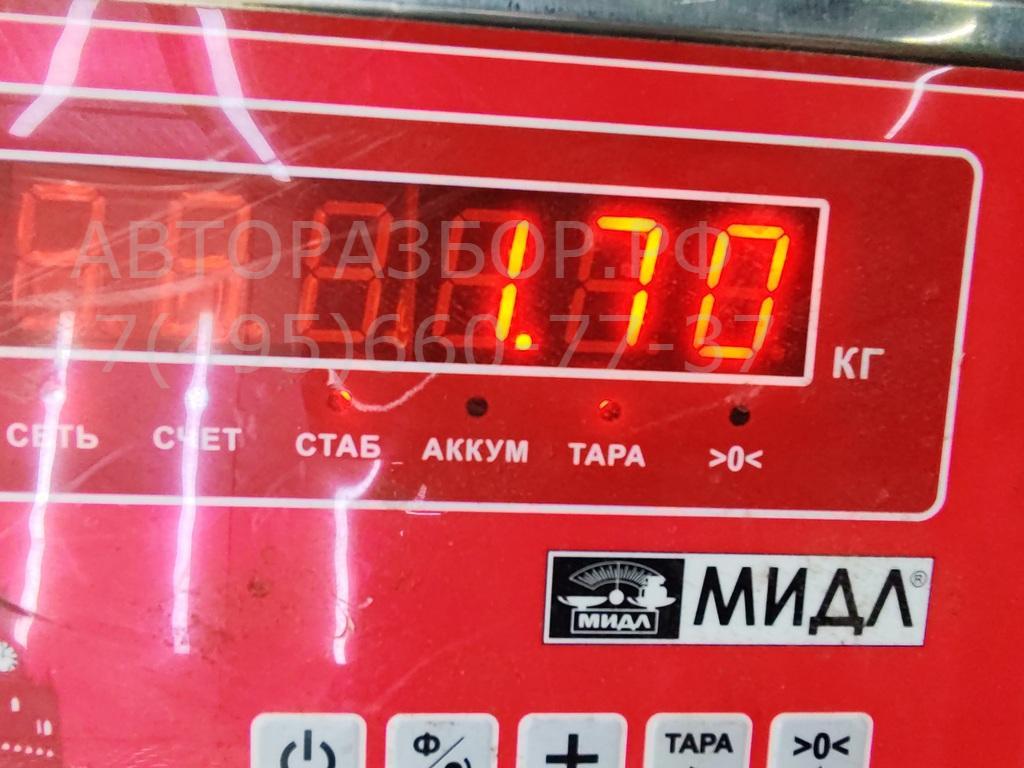 АВТОРАЗБОР.РФ
+7(495)660-77-37
1.70
КГ
СЕТЬ СЧЕТ СТАБ АККУМ ТАРА >0<
МИДЛ МИДЛ®
Ф ТАРА >0<